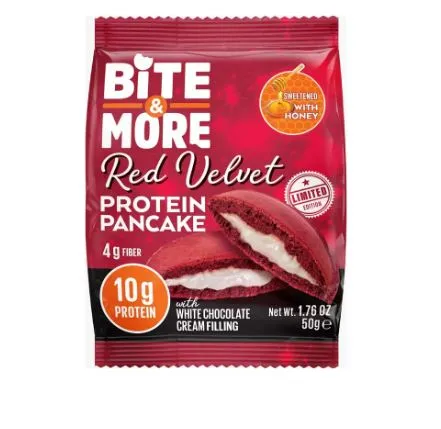 BiTE
&
MORE
SWEETENED
WITH
HONEY
Red Velvet
PROTEIN
PANCAKE
LIMITED
EDITION
4g FIBER
10g
PROTEIN
with
WHITE CHOCOLATE
CREAM FILLING
Net Wt. 1.76 OZ
50g℮